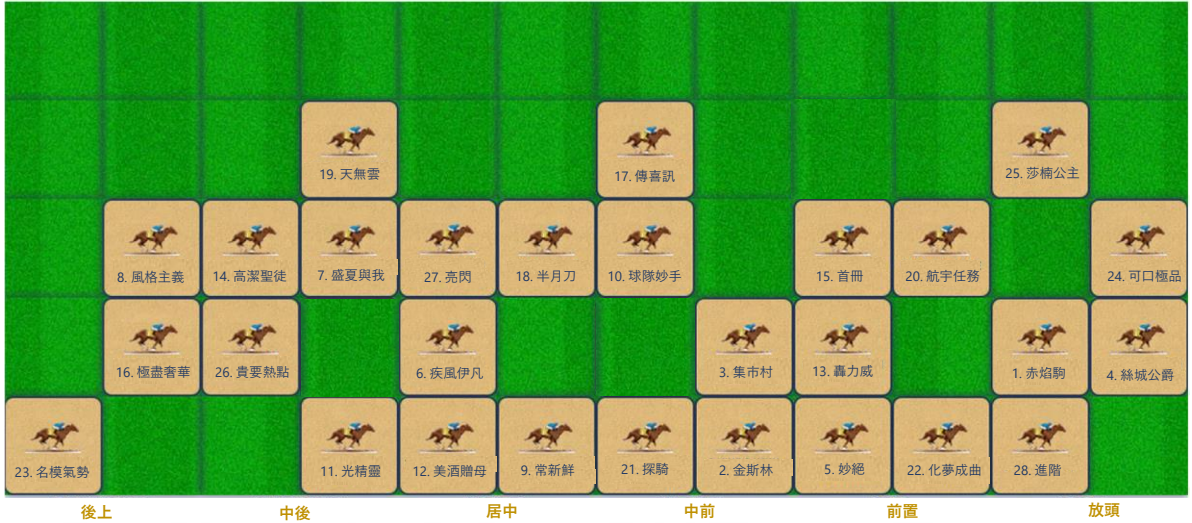 19. 天無雲
17. 傳喜訊
25. 莎楠公主
8. 風格主義
14. 高潔聖徒
7. 盛夏與我
27. 亮閃
18. 半月刀
10. 球隊妙手
15. 首冊
20. 航宇任務
24. 可口極品
16. 極盡奢華
26. 貴要熱點
6. 疾風伊凡
3. 集市村
13. 轟力威
1. 赤焰駒
4. 絲城公爵
23. 名模氣勢
11. 光精靈
12. 美酒贈母
9. 常新鮮
21. 探騎
2. 金斯林
5. 妙絕
22. 化夢成曲
28. 進階
後上
中後
居中
中前
前置
放頭